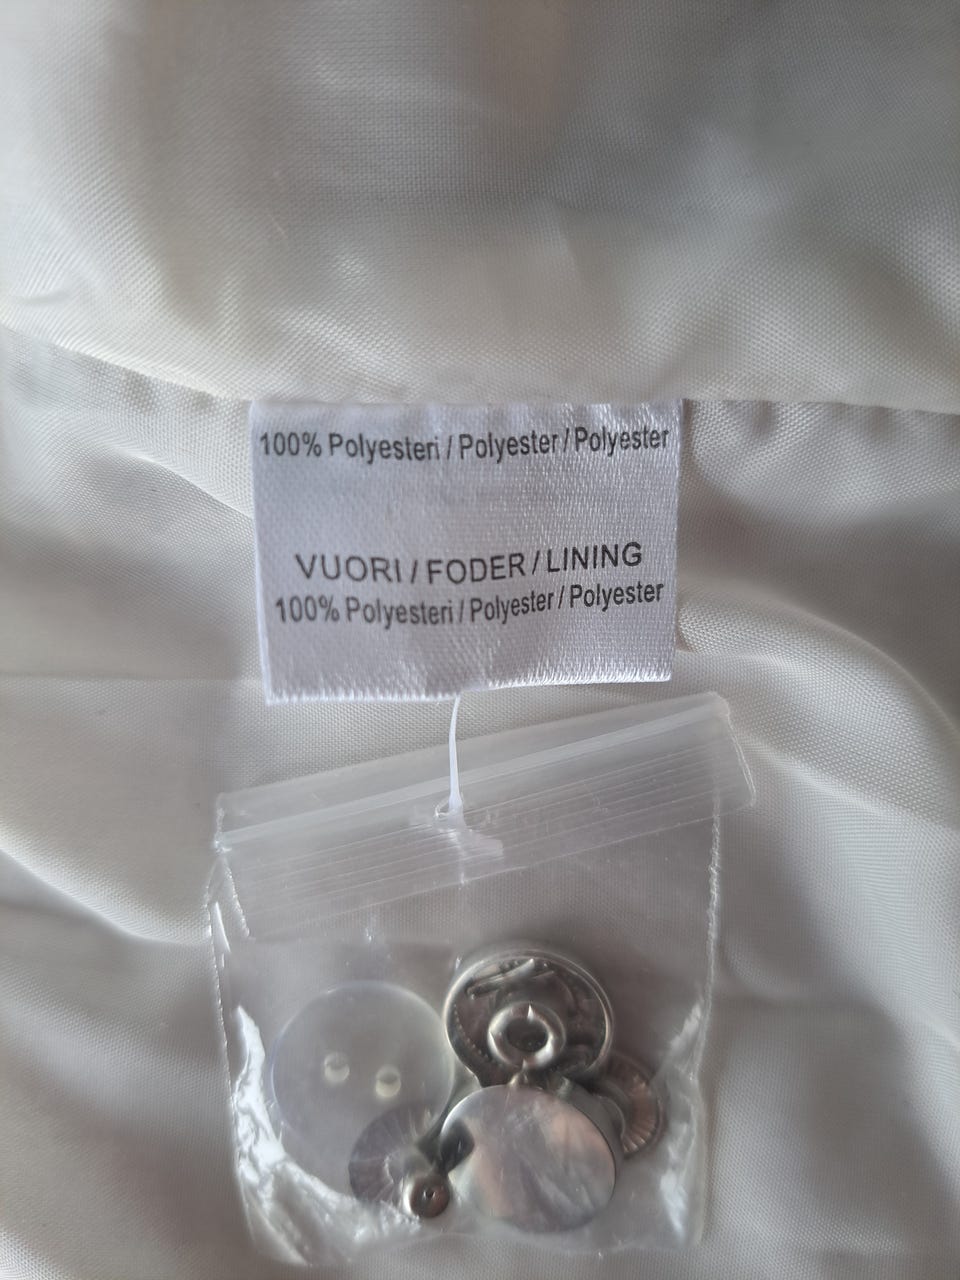 100% Polyesteri / Polyester / Polyester
VUORI / FODER / LINING
100% Polyesteri / Polyester / Polyester